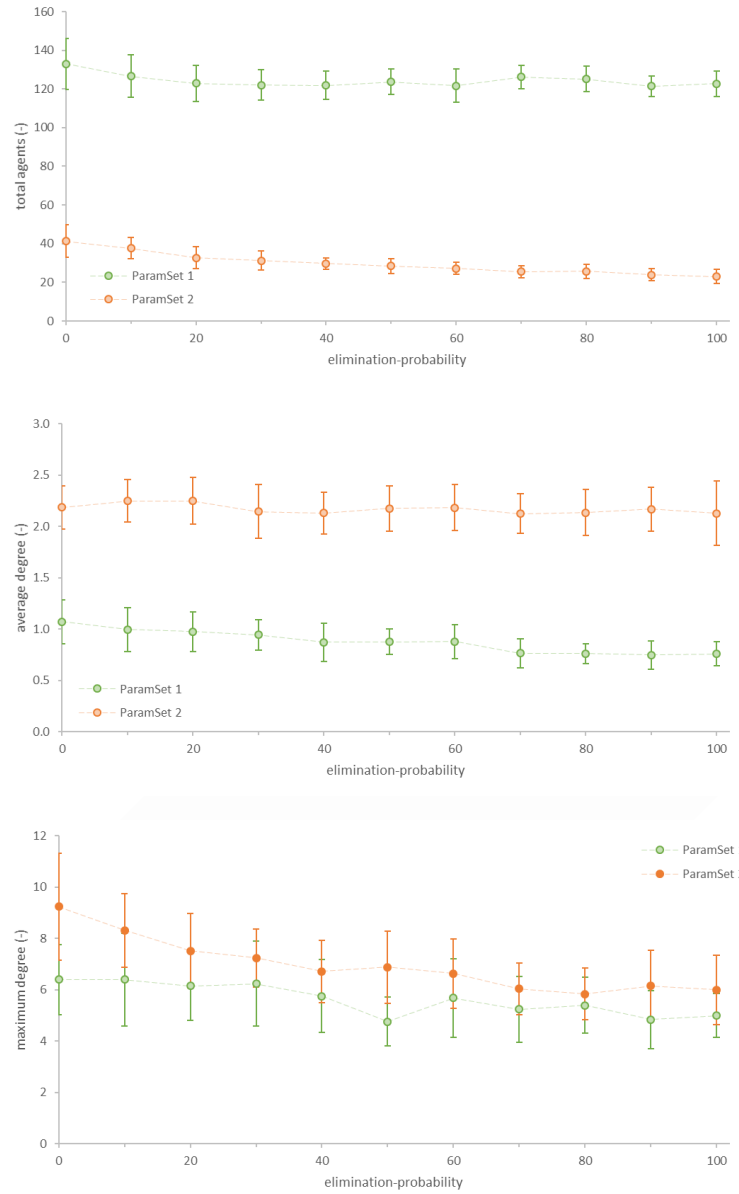 160
140
120
100
80
60
40
20
0
total agents (-)
ParamSet 1
ParamSet 2
0 20 40 60 80 100
elimination-probability
3.0
2.5
2.0
1.5
1.0
0.5
0.0
average degree (-)
ParamSet 1
ParamSet 2
0 20 40 60 80 100
elimination-probability
12
10
8
6
4
2
0
maximum degree (-)
ParamSet
ParamSet
0 20 40 60 80 100
elimination-probability